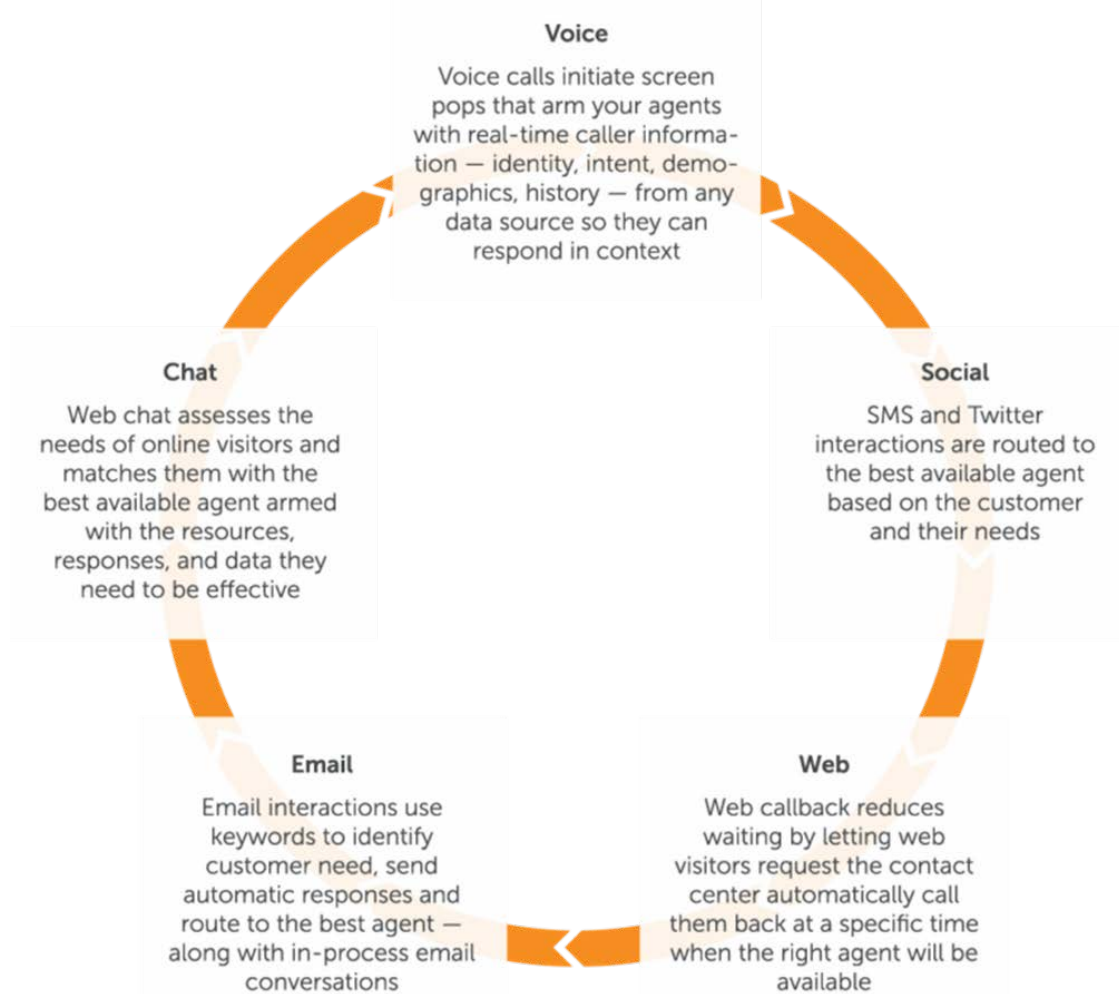 Voice
Voice calls initiate screen
pops that arm your agents
with real-time caller informa-
tion — identity, intent, demo-
graphics, history — from any
data source so they can
respond in context
Social
SMS and Twitter
interactions are routed to
the best available agent
based on the customer
and their needs
Web
Web callback reduces
waiting by letting web
visitors request the contact
center automatically call
them back at a specific time
when the right agent will be
available
Email
Email interactions use
keywords to identify
customer need, send
automatic responses and
route to the best agent —
along with in-process email
conversations
Chat
Web chat assesses the
needs of online visitors and
matches them with the
best available agent armed
with the resources,
responses, and data they
need to be effective